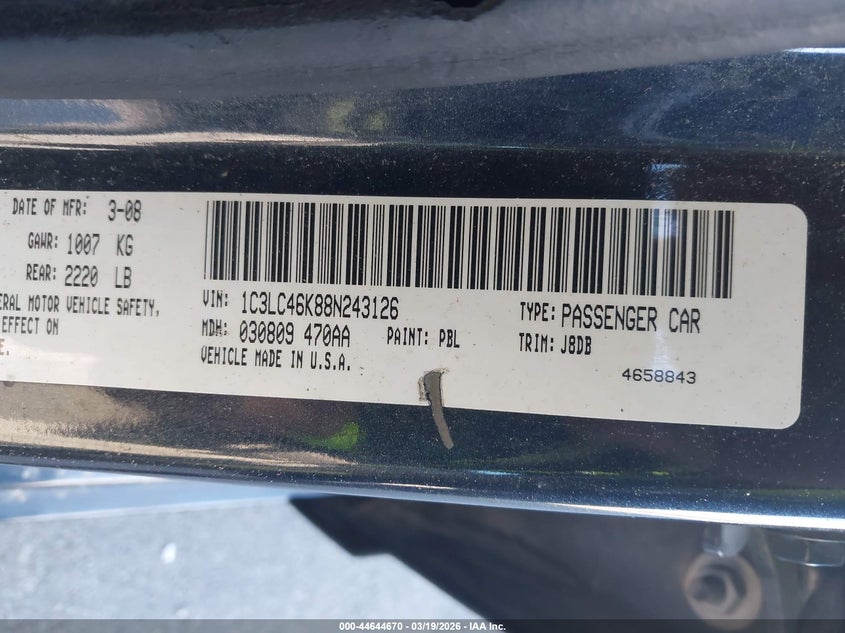 DATE OF MFR: 3-08
GAWR: 1007 KG
REAR: 2220 LB
ERAL MOTOR VEHICLE SAFETY,
EFFECT ON
E.
VIN: 1C3LC46K88N243126
MDH: 030809 470AA
PAINT: PBL
VEHICLE MADE IN U.S.A.
TYPE: PASSENGER CAR
TRIM: J8DB
4658843
000-44644670 - 03/19/2026 - IAA Inc.